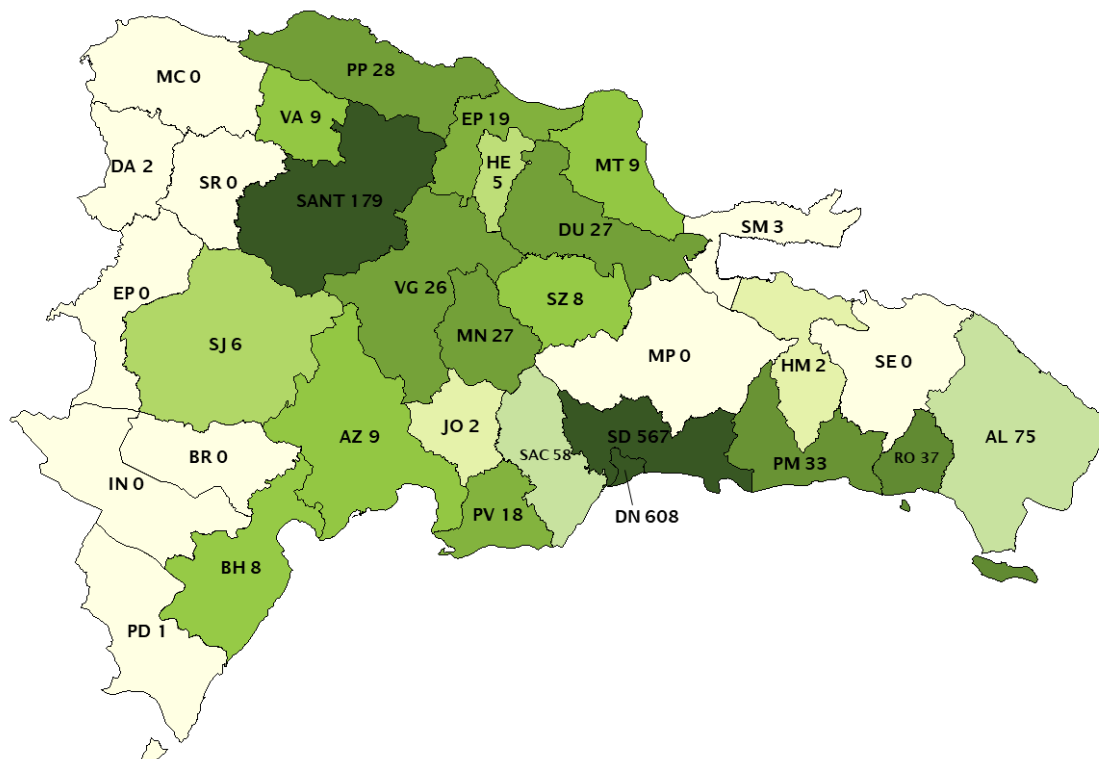 MC 0
PP 28
VA 9
EP 19
HE
5
MT 9
DA 2
SR 0
SANT 179
SM 3
DU 27
EP 0
VG 26
SZ 8
SJ 6
MN 27
MP 0
HM 2
SE 0
JO 2
AZ 9
SD 567
AL 75
BR 0
SAC 58
PM 33
RO 37
IN 0
PV 18
DN 608
BH 8
PD 1